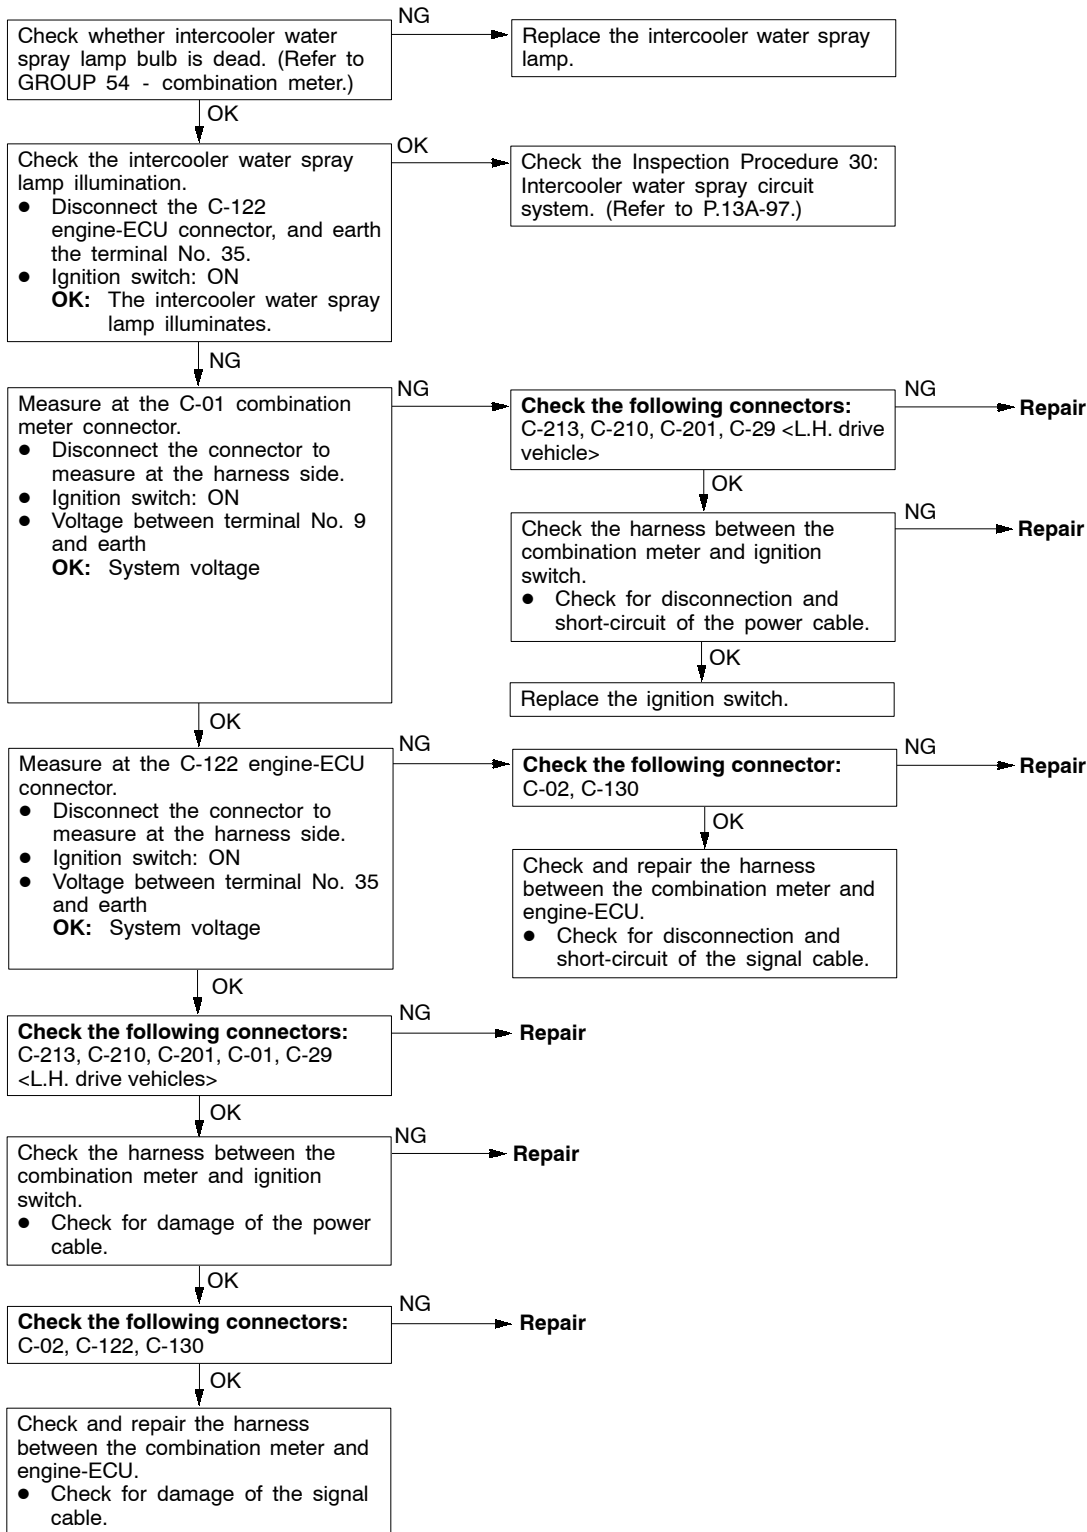 Check whether intercooler water
spray lamp bulb is dead. (Refer to
GROUP 54 - combination meter.)
NG
Replace the intercooler water spray
lamp.
OK
Check the intercooler water spray
lamp illumination.
● Disconnect the C-122
engine-ECU connector, and earth
the terminal No. 35.
● Ignition switch: ON
OK: The intercooler water spray
lamp illuminates.
OK
Check the Inspection Procedure 30:
Intercooler water spray circuit
system. (Refer to P.13A-97.)
NG
Measure at the C-01 combination
meter connector.
● Disconnect the connector to
measure at the harness side.
● Ignition switch: ON
● Voltage between terminal No. 9
and earth
OK: System voltage
NG
Check the following connectors:
C-213, C-210, C-201, C-29 <L.H. drive
vehicle>
NG
Repair
OK
Check the harness between the
combination meter and ignition
switch.
● Check for disconnection and
short-circuit of the power cable.
NG
Repair
OK
Replace the ignition switch.
OK
Measure at the C-122 engine-ECU
connector.
● Disconnect the connector to
measure at the harness side.
● Ignition switch: ON
● Voltage between terminal No. 35
and earth
OK: System voltage
NG
Check the following connector:
C-02, C-130
NG
Repair
OK
Check and repair the harness
between the combination meter and
engine-ECU.
● Check for disconnection and
short-circuit of the signal cable.
OK
Check the following connectors:
C-213, C-210, C-201, C-01, C-29
<L.H. drive vehicles>
NG
Repair
OK
Check the harness between the
combination meter and ignition
switch.
● Check for damage of the power
cable.
NG
Repair
OK
Check the following connectors:
C-02, C-122, C-130
NG
Repair
OK
Check and repair the harness
between the combination meter and
engine-ECU.
● Check for damage of the signal
cable.